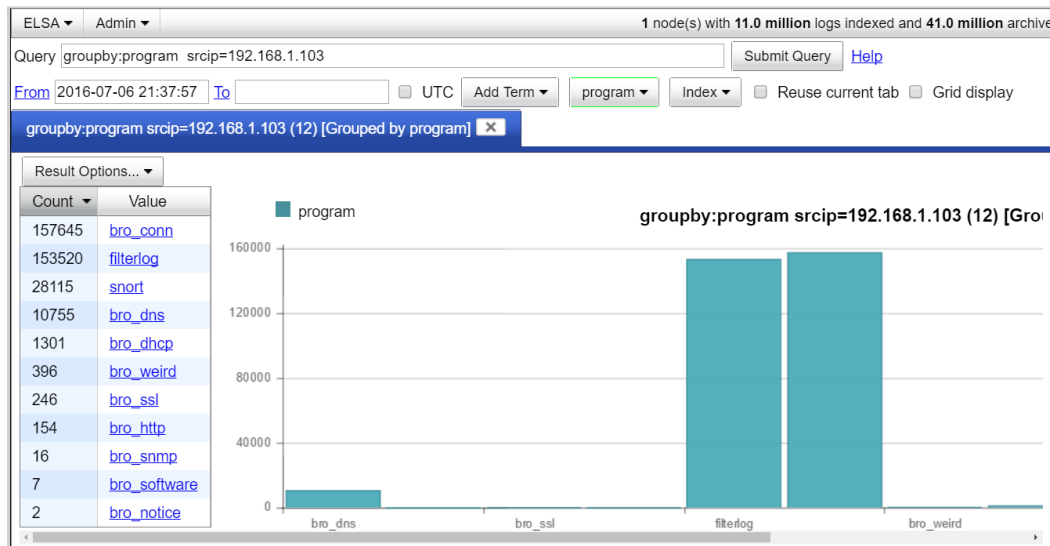 ELSA Admin 1 node(s) with 11.0 million logs indexed and 41.0 million archive
Query groupby:program srcip=192.168.1.103 Submit Query Help
From 2016-07-06 21:37:57 To UTC Add Term program Index Reuse current tab Grid display
groupby:program srcip=192.168.1.103 (12) [Grouped by program] X
Result Options...
Count Value
157645 bro_conn
153520 filterlog
28115 snort
10755 bro_dns
1301 bro_dhcp
396 bro_weird
246 bro_ssl
154 bro_http
16 bro_snmp
7 bro_software
2 bro_notice
program
groupby:program srcip=192.168.1.103 (12) [Grou
160000
120000
80000
40000
0
bro_dns bro_ssl filterlog bro_weird